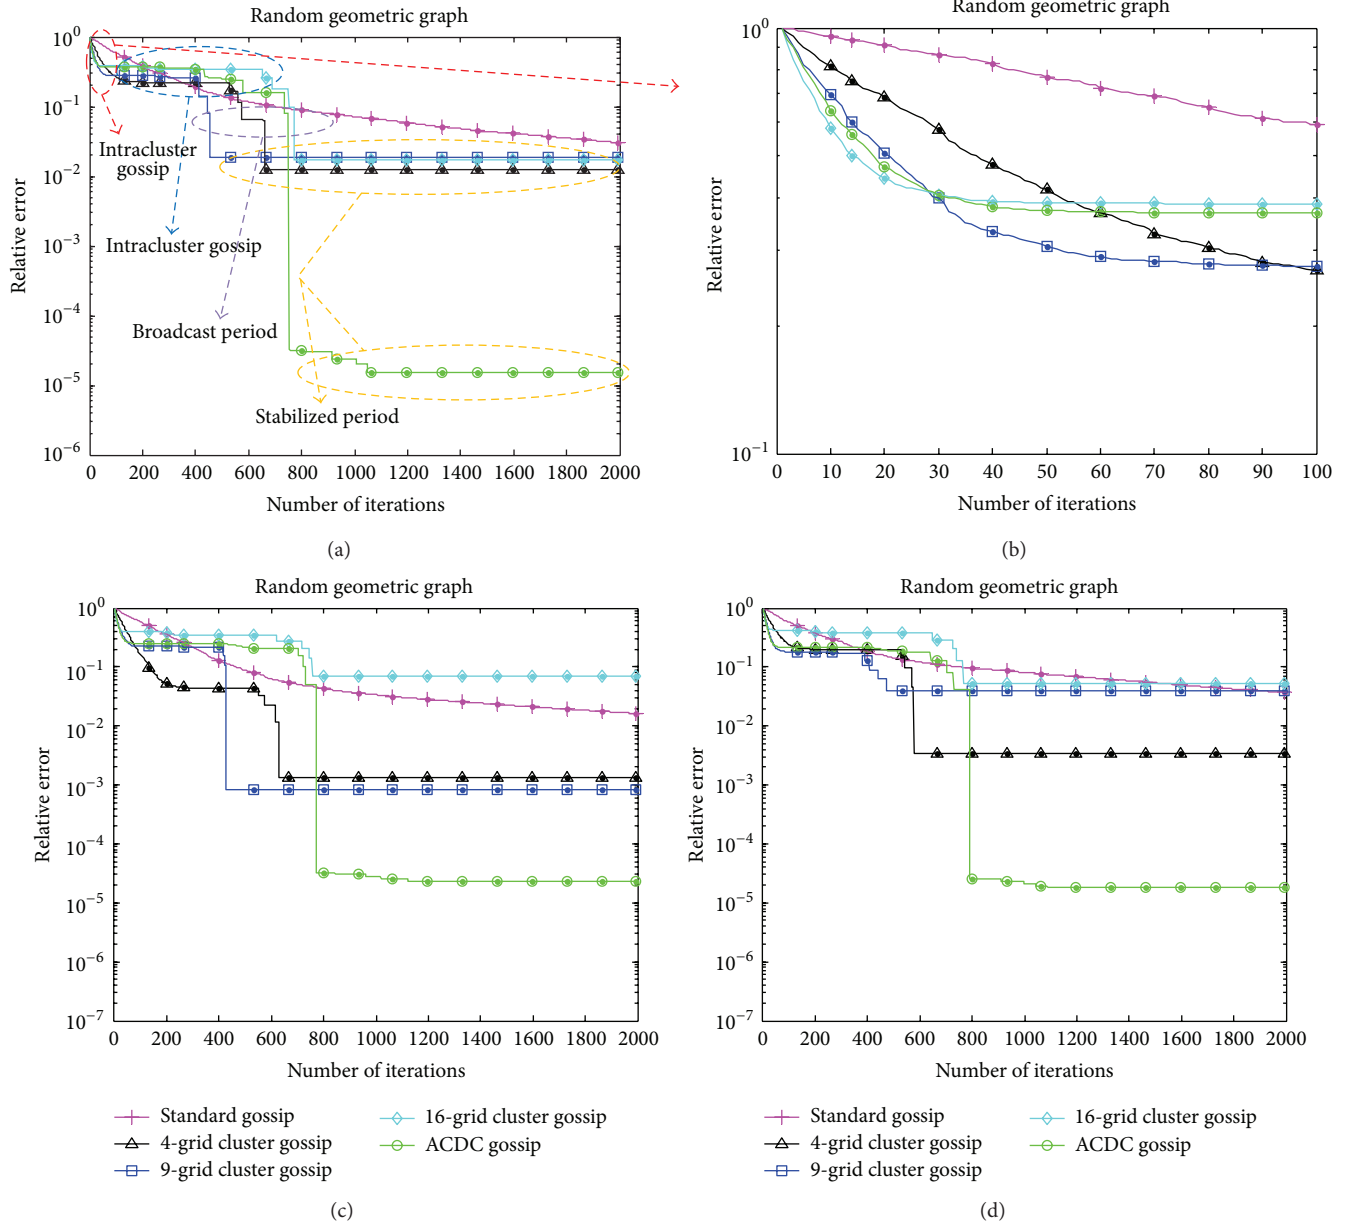 Random geometric graph
10^0
10^-1
10^-2
10^-3
10^-4
10^-5
10^-6
Relative error
Intracluster
gossip
Intracluster gossip
Broadcast period
Stabilized period
0 200 400 600 800 1000 1200 1400 1600 1800 2000
Number of iterations
(a)
Random geometric graph
10^0
10^-1
Relative error
0 10 20 30 40 50 60 70 80 90 100
Number of iterations
(b)
Random geometric graph
10^0
10^-1
10^-2
10^-3
10^-4
10^-5
10^-6
10^-7
Relative error
0 200 400 600 800 1000 1200 1400 1600 1800 2000
Number of iterations
Standard gossip
4-grid cluster gossip
9-grid cluster gossip
16-grid cluster gossip
ACDC gossip
(c)
Random geometric graph
10^0
10^-1
10^-2
10^-3
10^-4
10^-5
10^-6
10^-7
Relative error
0 200 400 600 800 1000 1200 1400 1600 1800 2000
Number of iterations
Standard gossip
4-grid cluster gossip
9-grid cluster gossip
16-grid cluster gossip
ACDC gossip
(d)